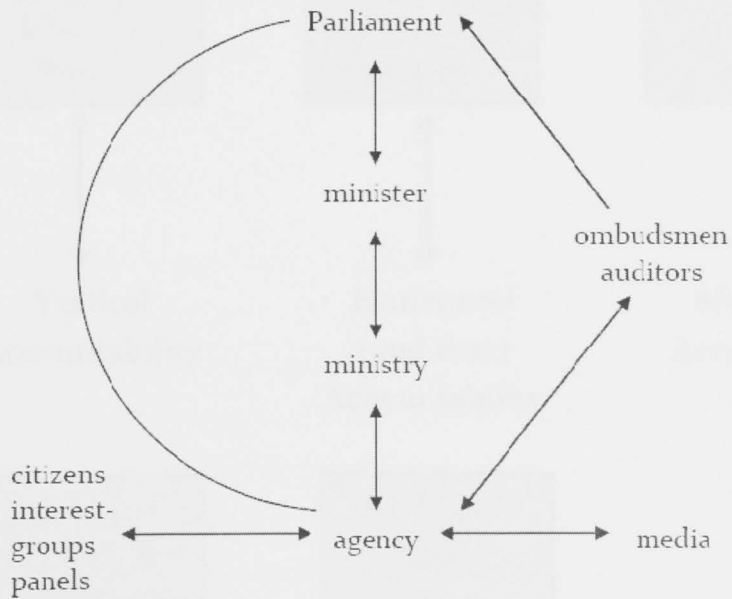 Parliament
minister
ombudsmen
auditors
ministry
citizens
interest-
groups
panels
agency
media